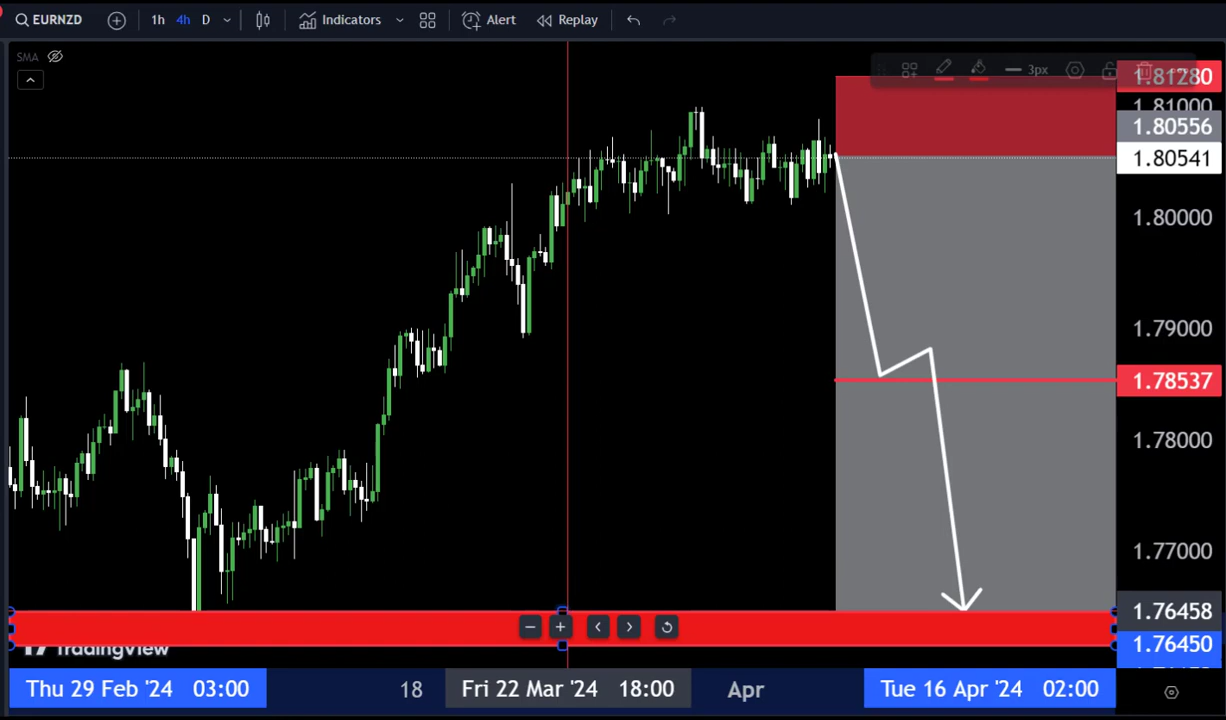 EURNZD 1h 4h D Indicators Alert Replay
SMA
3px
1.81280
1.81000
1.80556
1.80541
1.80000
1.79000
1.78537
1.78000
1.77000
1.76458
1.76450
TradingView
Thu 29 Feb '24 03:00 18 Fri 22 Mar '24 18:00 Apr Tue 16 Apr '24 02:00